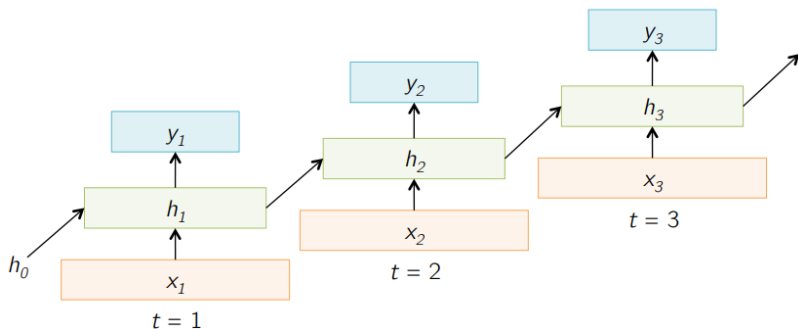 y₁
h₁
h₀
x₁
t = 1
y₂
h₂
x₂
t = 2
y₃
h₃
x₃
t = 3